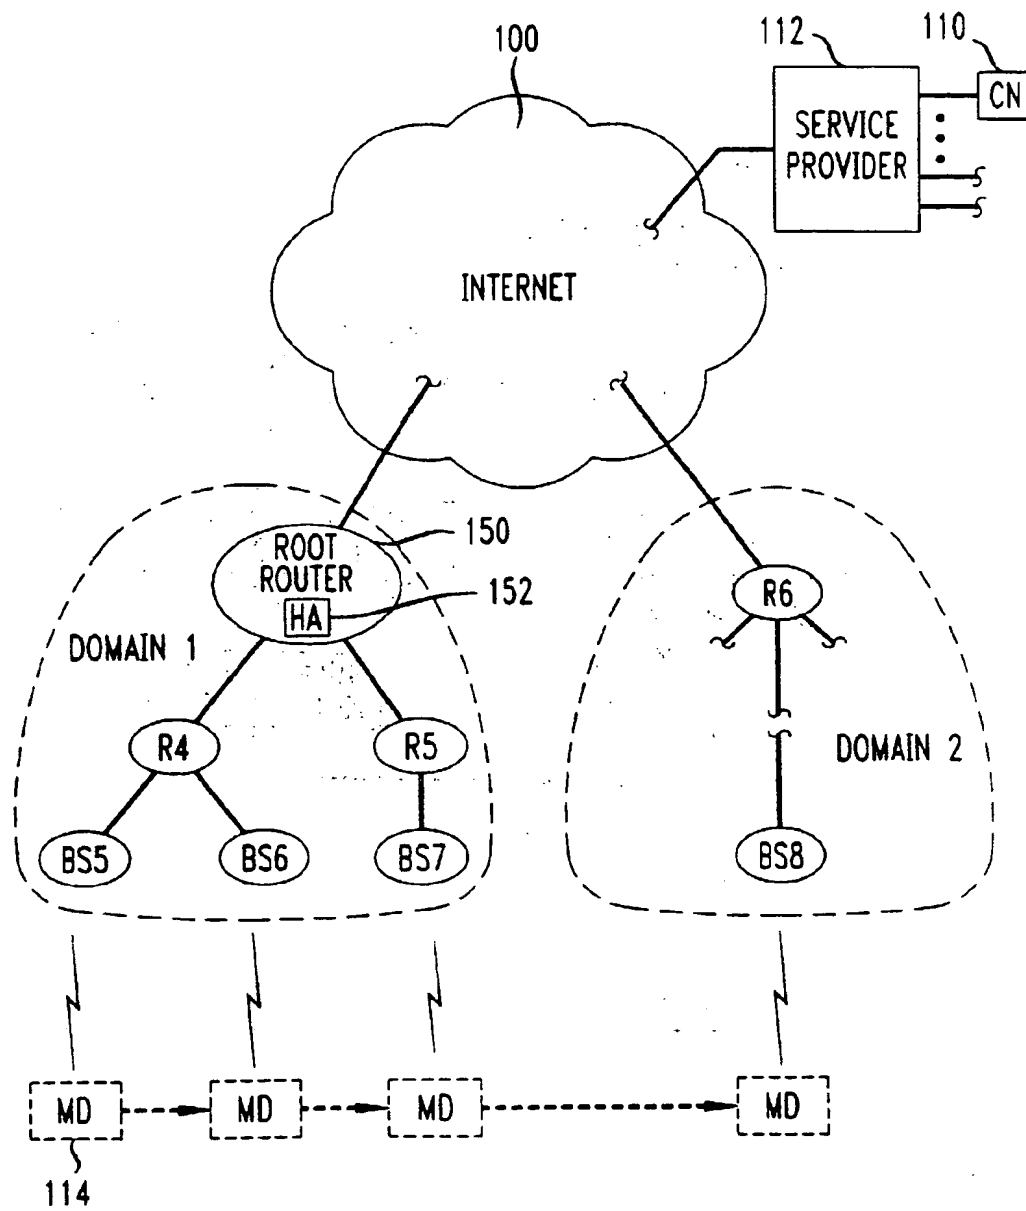 100
112
110
CN
SERVICE
PROVIDER
INTERNET
150
ROOT
ROUTER
HA
152
R6
DOMAIN 1
R4
R5
DOMAIN 2
BS5
BS6
BS7
BS8
MD
MD
MD
MD
114